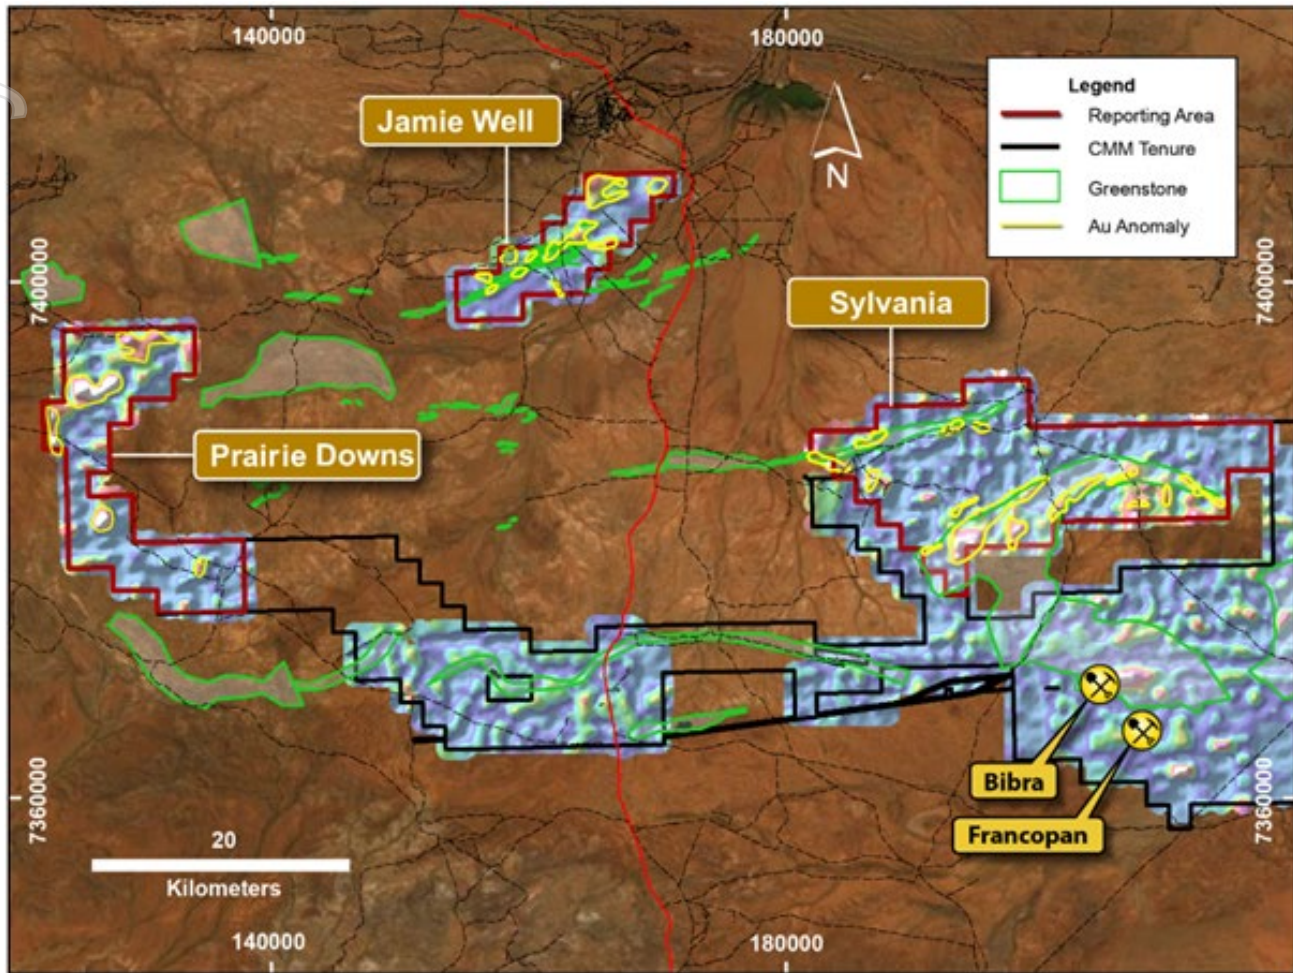 140000
180000
Legend
Reporting Area
CMM Tenure
Greenstone
Au Anomaly
Jamie Well
N
7400000
7400000
Sylvania
Prairie Downs
Bibra
Francopan
7360000
7360000
20
Kilometers
140000
180000